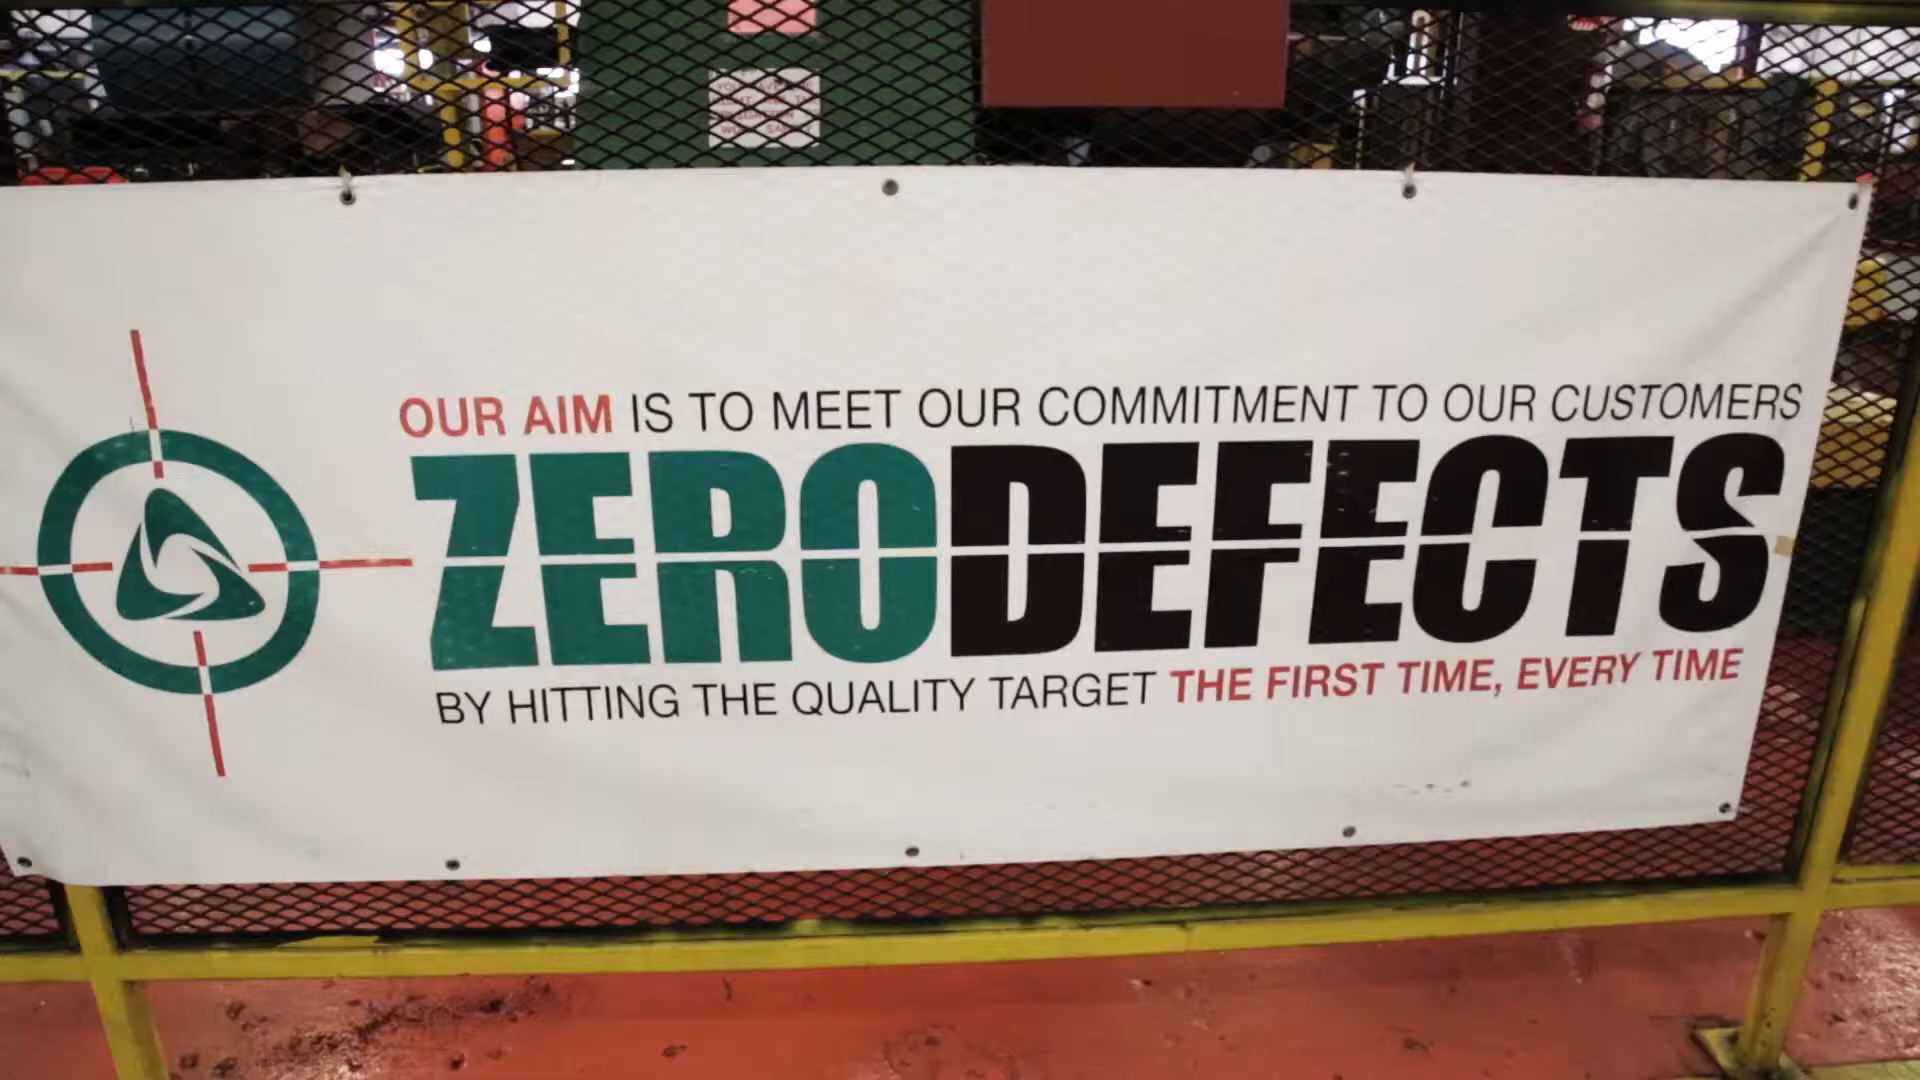 OUR AIM IS TO MEET OUR COMMITMENT TO OUR CUSTOMERS
ZERODEFECTS
BY HITTING THE QUALITY TARGET THE FIRST TIME, EVERY TIME